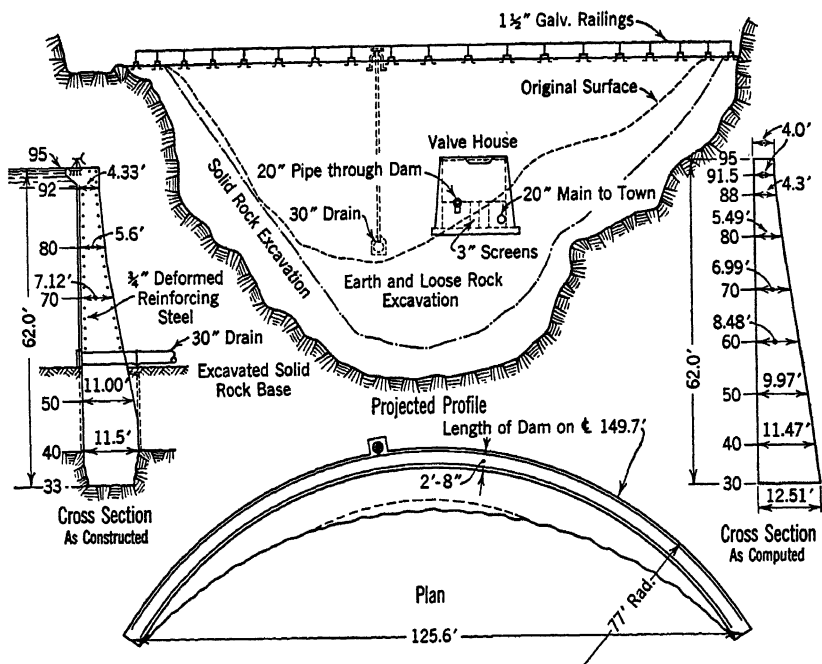 1½" Galv. Railings
Original Surface
Valve House
20" Pipe through Dam
20" Main to Town
30" Drain
3" Screens
Solid Rock Excavation
Earth and Loose Rock
Excavation
Projected Profile
95
4.33'
92
80
5.6'
7.12'
70
¾" Deformed
Reinforcing
Steel
30" Drain
62.0'
Excavated Solid
Rock Base
11.00'
50
11.5'
40
33
Cross Section
As Constructed
4.0'
95
91.5
4.3'
88
5.49'
80
6.99'
70
8.48'
60
62.0'
9.97'
50
11.47'
40
30
12.51'
Cross Section
As Computed
Length of Dam on ℄ 149.7'
2'-8"
77' Rad.
Plan
125.6'